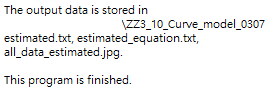 The output data is stored in
\ZZ3_10_Curve_model_0307
estimated.txt, estimated_equation.txt,
all_data_estimated.jpg.
This program is finished.